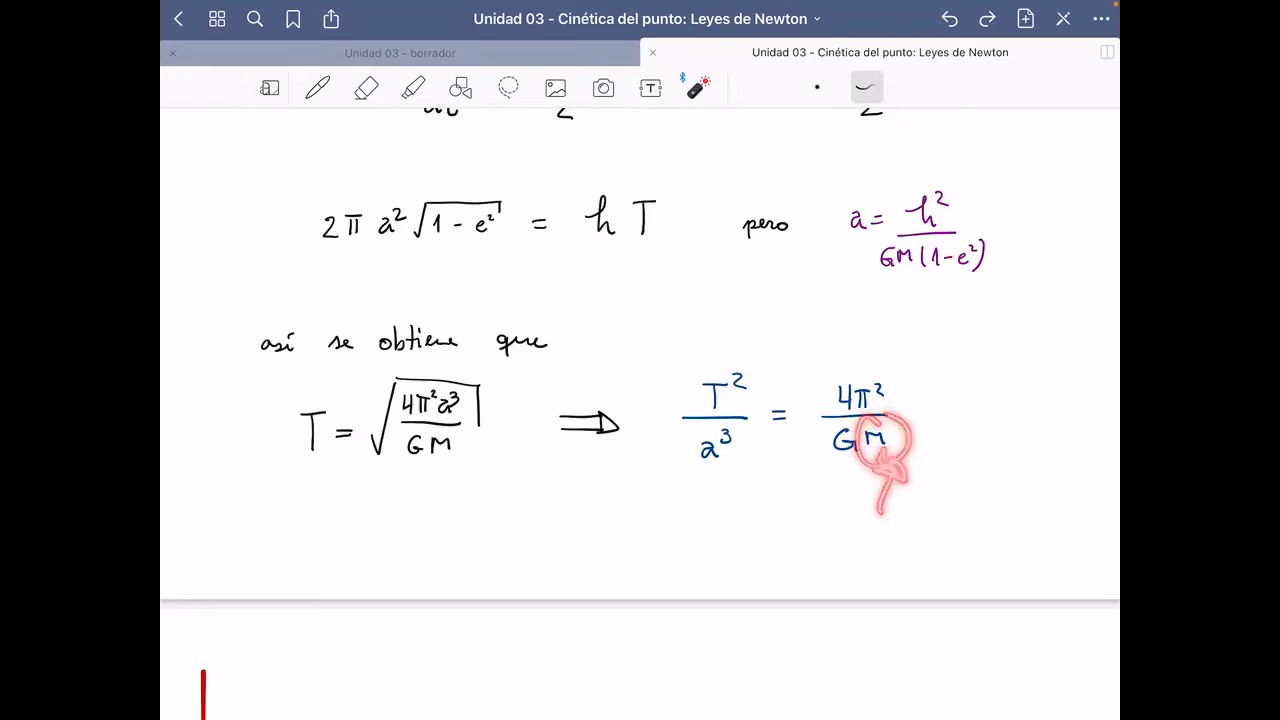 Unidad 03 - Cinética del punto: Leyes de Newton
Unidad 03 - borrador
Unidad 03 - Cinética del punto: Leyes de Newton
2π a²√(1 - e²) = h T pero a = h² / GM(1-e²)
así se obtiene que
T = √(4π²a³ / GM) ⟹ T² / a³ = 4π² / GM